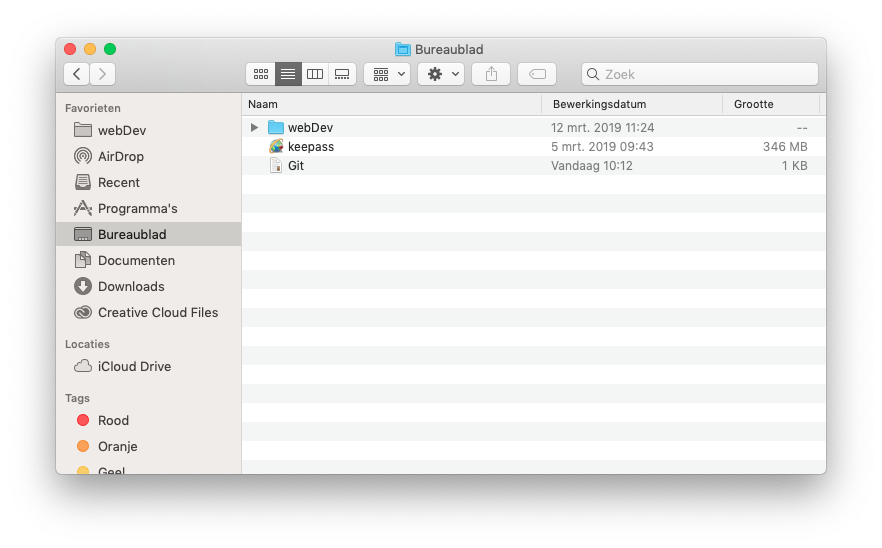 Bureaublad
Zoek
Favorieten
webDev
AirDrop
Recent
Programma's
Bureaublad
Documenten
Downloads
Creative Cloud Files
Locaties
iCloud Drive
Tags
Rood
Oranje
Geel
Naam Bewerkingsdatum Grootte
webDev 12 mrt. 2019 11:24 --
keepass 5 mrt. 2019 09:43 346 MB
Git Vandaag 10:12 1 KB